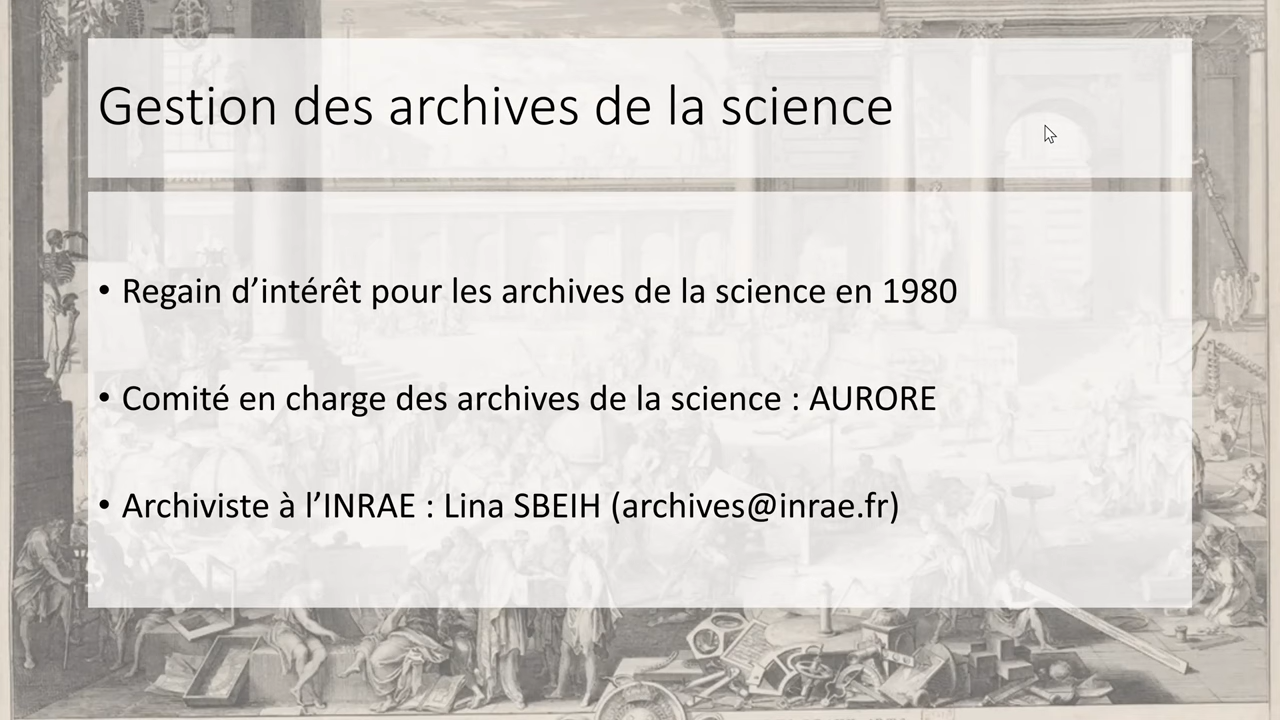 Gestion des archives de la science
• Regain d’intérêt pour les archives de la science en 1980
• Comité en charge des archives de la science : AURORE
• Archiviste à l’INRAE : Lina SBEIH (archives@inrae.fr)